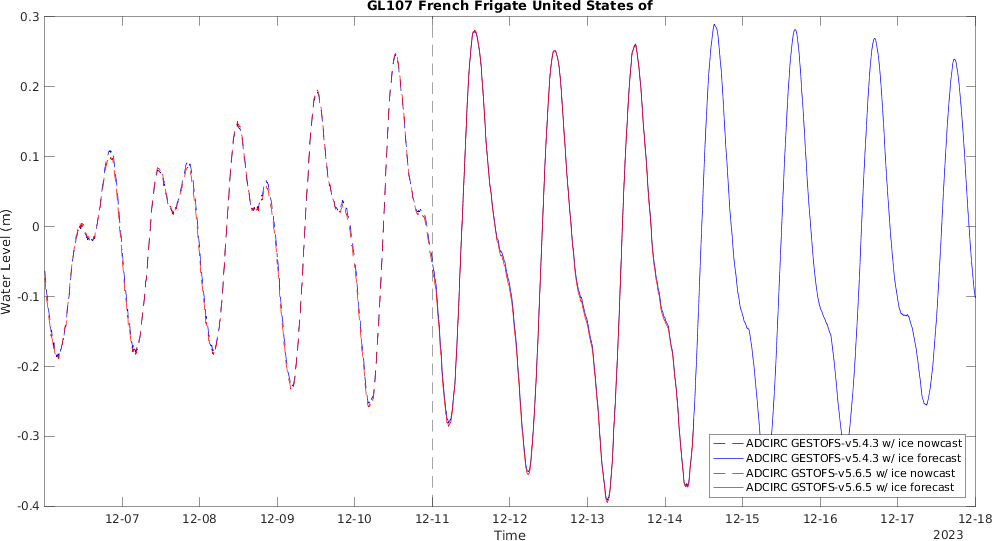 GL107 French Frigate United States of
0.3
0.2
0.1
0
-0.1
-0.2
-0.3
-0.4
Water Level (m)
ADCIRC GESTOFS-v5.4.3 w/ ice nowcast
ADCIRC GESTOFS-v5.4.3 w/ ice forecast
ADCIRC GSTOFS-v5.6.5 w/ ice nowcast
ADCIRC GSTOFS-v5.6.5 w/ ice forecast
12-07 12-08 12-09 12-10 12-11 12-12 12-13 12-14 12-15 12-16 12-17 12-18
Time
2023